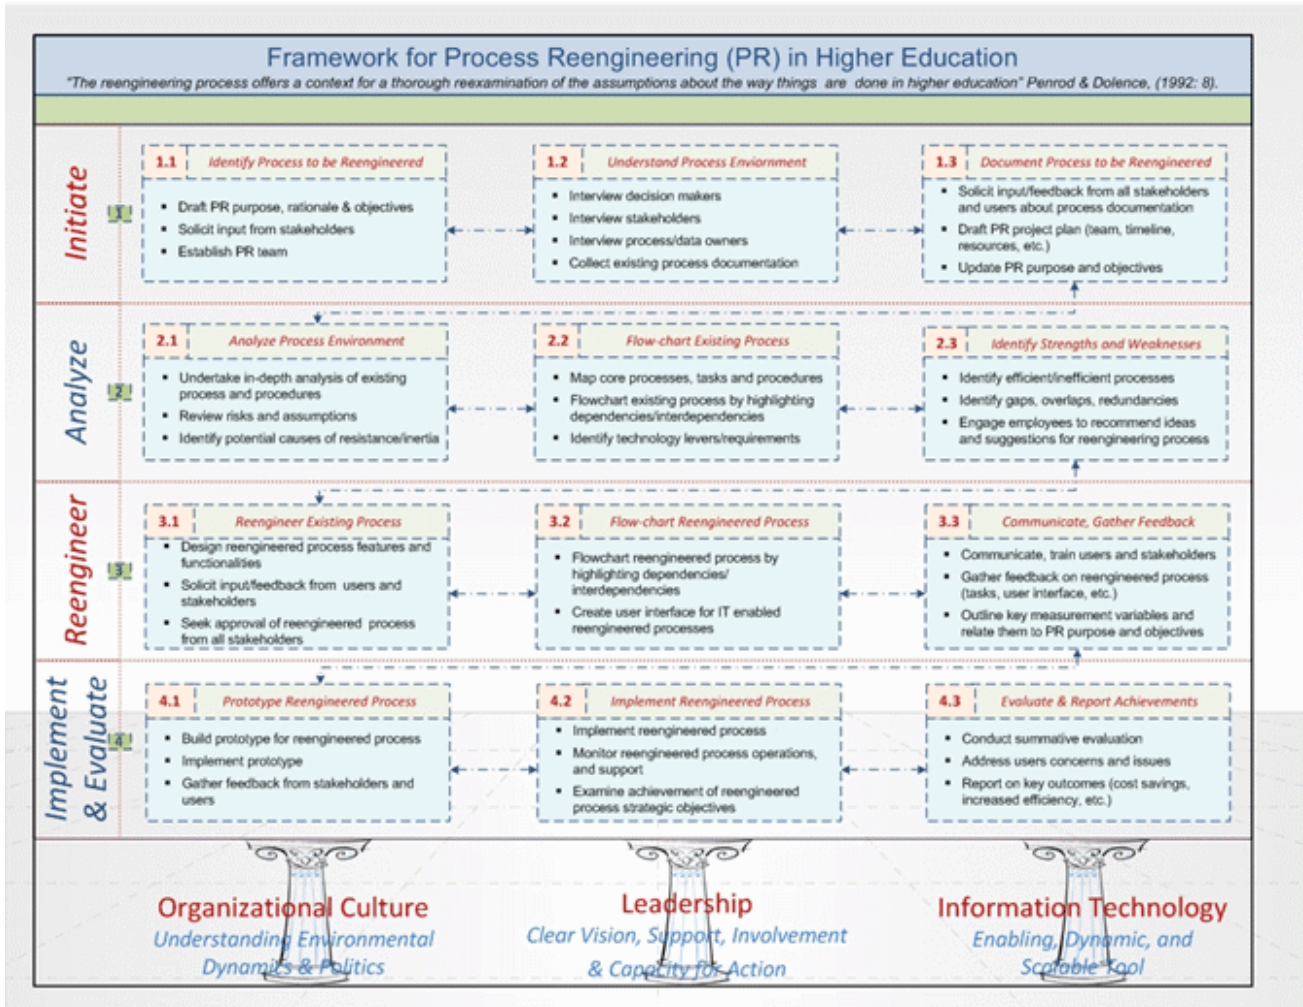 Framework for Process Reengineering (PR) in Higher Education
"The reengineering process offers a context for a thorough reexamination of the assumptions about the way things are done in higher education" Penrod & Dolence, (1992: 8).
Initiate
1
1.1 Identify Process to be Reengineered
▪ Draft PR purpose, rationale & objectives
▪ Solicit input from stakeholders
▪ Establish PR team
1.2 Understand Process Enviornment
▪ Interview decision makers
▪ Interview stakeholders
▪ Interview process/data owners
▪ Collect existing process documentation
1.3 Document Process to be Reengineered
▪ Solicit input/feedback from all stakeholders
and users about process documentation
▪ Draft PR project plan (team, timeline,
resources, etc.)
▪ Update PR purpose and objectives
Analyze
2
2.1 Analyze Process Environment
▪ Undertake in-depth analysis of existing
process and procedures
▪ Review risks and assumptions
▪ Identify potential causes of resistance/inertia
2.2 Flow-chart Existing Process
▪ Map core processes, tasks and procedures
▪ Flowchart existing process by highlighting
dependencies/interdependencies
▪ Identify technology levers/requirements
2.3 Identify Strengths and Weaknesses
▪ Identify efficient/inefficient processes
▪ Identify gaps, overlaps, redundancies
▪ Engage employees to recommend ideas
and suggestions for reengineering process
Reengineer
3
3.1 Reengineer Existing Process
▪ Design reengineered process features and
functionalities
▪ Solicit input/feedback from users and
stakeholders
▪ Seek approval of reengineered process
from all stakeholders
3.2 Flow-chart Reengineered Process
▪ Flowchart reengineered process by
highlighting dependencies/
interdependencies
▪ Create user interface for IT enabled
reengineered processes
3.3 Communicate, Gather Feedback
▪ Communicate, train users and stakeholders
▪ Gather feedback on reengineered process
(tasks, user interface, etc.)
▪ Outline key measurement variables and
relate them to PR purpose and objectives
Implement
& Evaluate
4
4.1 Prototype Reengineered Process
▪ Build prototype for reengineered process
▪ Implement prototype
▪ Gather feedback from stakeholders and
users
4.2 Implement Reengineered Process
▪ Implement reengineered process
▪ Monitor reengineered process operations,
and support
▪ Examine achievement of reengineered
process strategic objectives
4.3 Evaluate & Report Achievements
▪ Conduct summative evaluation
▪ Address users concerns and issues
▪ Report on key outcomes (cost savings,
increased efficiency, etc.)
Organizational Culture
Understanding Environmental
Dynamics & Politics
Leadership
Clear Vision, Support, Involvement
& Capacity for Action
Information Technology
Enabling, Dynamic, and
Scalable Tool